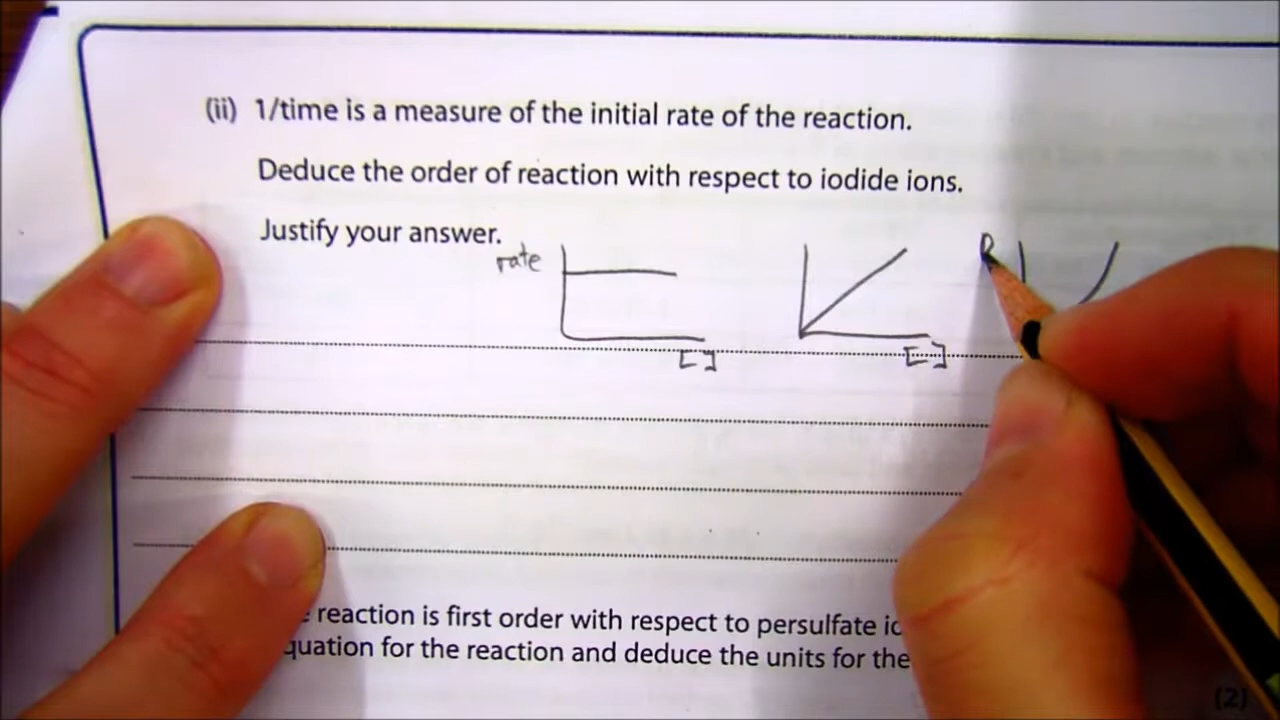 (ii) 1/time is a measure of the initial rate of the reaction.
Deduce the order of reaction with respect to iodide ions.
Justify your answer.
rate
R
[ ]
[ ]
reaction is first order with respect to persulfate
quation for the reaction and deduce the units for the
(2)